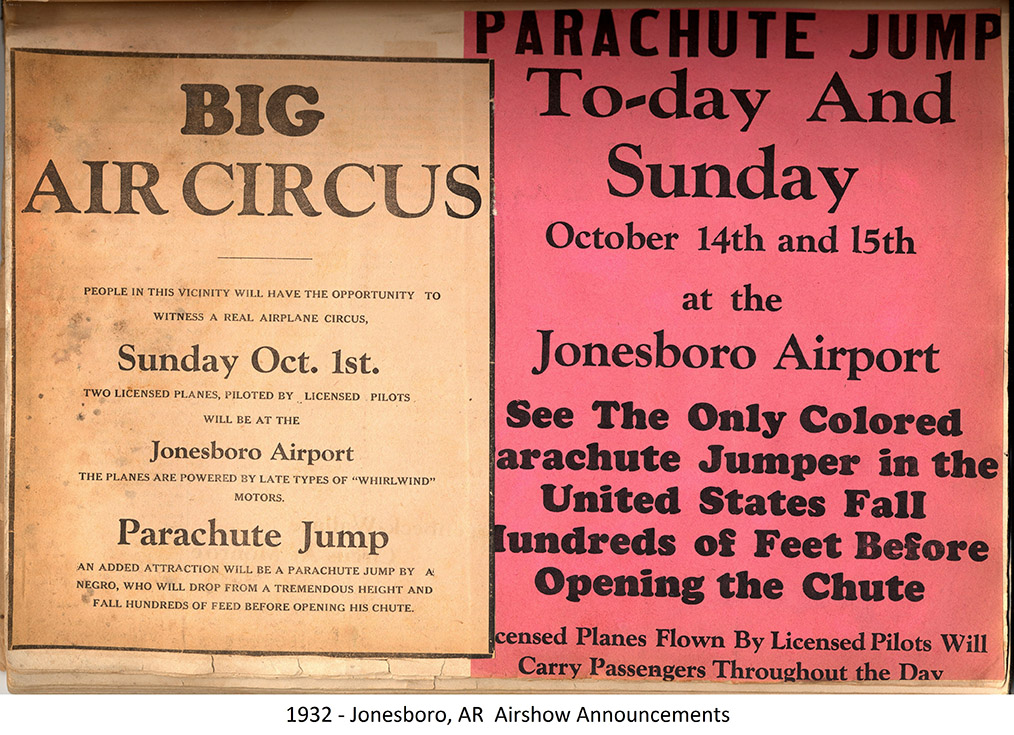 BIG
AIR CIRCUS
PEOPLE IN THIS VICINITY WILL HAVE THE OPPORTUNITY TO
WITNESS A REAL AIRPLANE CIRCUS,
Sunday Oct. 1st.
TWO LICENSED PLANES, PILOTED BY LICENSED PILOTS
WILL BE AT THE
Jonesboro Airport
THE PLANES ARE POWERED BY LATE TYPES OF "WHIRLWIND"
MOTORS.
Parachute Jump
AN ADDED ATTRACTION WILL BE A PARACHUTE JUMP BY A
NEGRO, WHO WILL DROP FROM A TREMENDOUS HEIGHT AND
FALL HUNDREDS OF FEED BEFORE OPENING HIS CHUTE.
PARACHUTE JUMP
To-day And
Sunday
October 14th and 15th
at the
Jonesboro Airport
See The Only Colored
arachute Jumper in the
United States Fall
Hundreds of Feet Before
Opening the Chute
censed Planes Flown By Licensed Pilots Will
Carry Passengers Throughout the Day
1932 - Jonesboro, AR Airshow Announcements